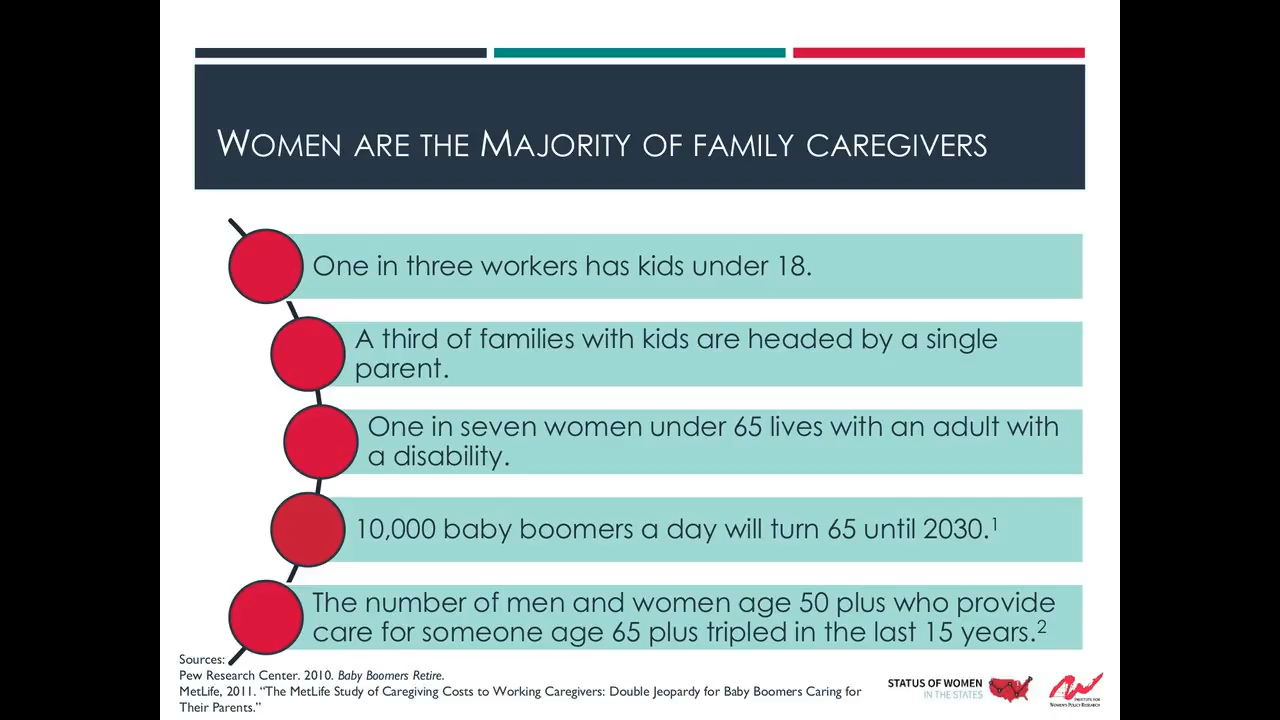 WOMEN ARE THE MAJORITY OF FAMILY CAREGIVERS
One in three workers has kids under 18.
A third of families with kids are headed by a single
parent.
One in seven women under 65 lives with an adult with
a disability.
10,000 baby boomers a day will turn 65 until 2030.1
The number of men and women age 50 plus who provide
care for someone age 65 plus tripled in the last 15 years.2
Sources:
Pew Research Center. 2010. Baby Boomers Retire.
MetLife, 2011. “The MetLife Study of Caregiving Costs to Working Caregivers: Double Jeopardy for Baby Boomers Caring for
Their Parents.”
STATUS OF WOMEN
IN THE STATES
INSTITUTE FOR
WOMEN'S POLICY RESEARCH